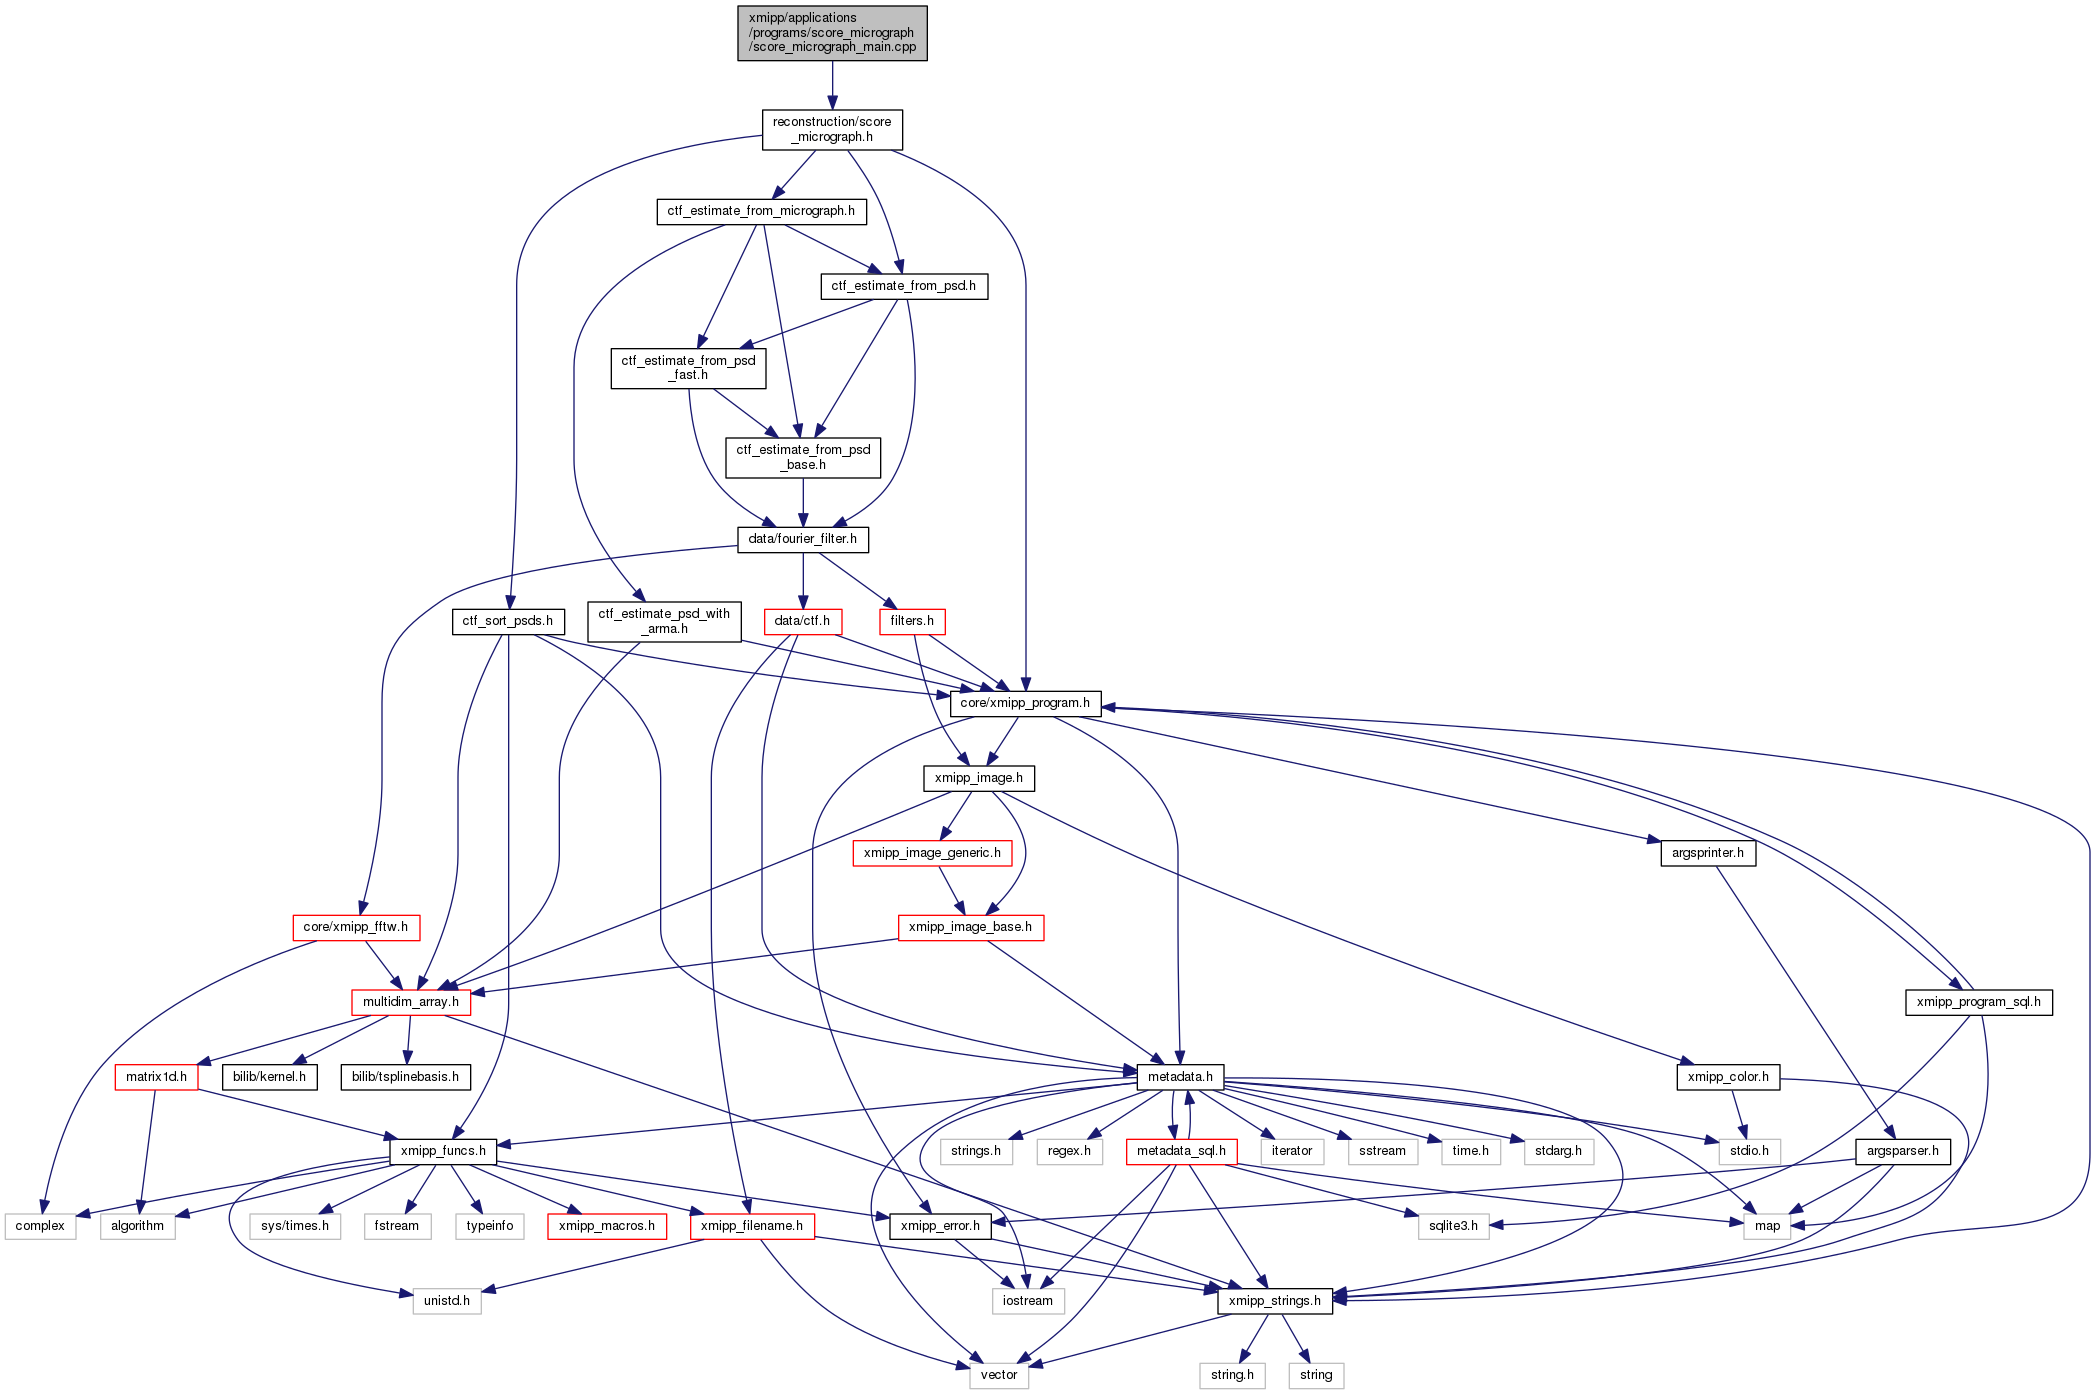 xmipp/applications
/programs/score_micrograph
/score_micrograph_main.cpp
reconstruction/score
_micrograph.h
ctf_estimate_from_micrograph.h
ctf_estimate_from_psd.h
ctf_estimate_from_psd
_fast.h
ctf_estimate_from_psd
_base.h
data/fourier_filter.h
ctf_sort_psds.h
ctf_estimate_psd_with
_arma.h
data/ctf.h
filters.h
core/xmipp_program.h
xmipp_image.h
xmipp_image_generic.h
argsprinter.h
core/xmipp_fftw.h
xmipp_image_base.h
multidim_array.h
xmipp_program_sql.h
matrix1d.h
bilib/kernel.h
bilib/tsplinebasis.h
metadata.h
xmipp_color.h
xmipp_funcs.h
strings.h
regex.h
metadata_sql.h
iterator
sstream
time.h
stdarg.h
stdio.h
argsparser.h
complex
algorithm
sys/times.h
fstream
typeinfo
xmipp_macros.h
xmipp_filename.h
xmipp_error.h
sqlite3.h
map
unistd.h
iostream
xmipp_strings.h
vector
string.h
string